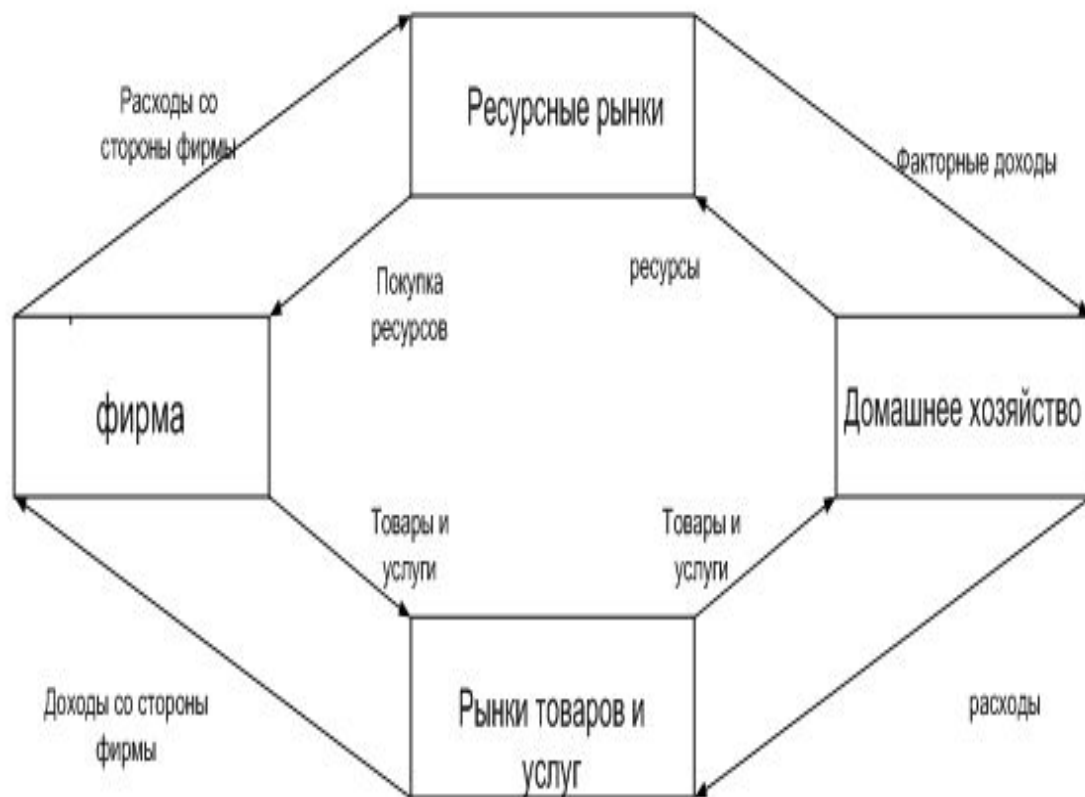 Ресурсные рынки
Расходы со
стороны фирмы
Факторные доходы
Покупка
ресурсов
ресурсы
фирма
Домашнее хозяйство
Товары и
услуги
Товары и
услуги
Доходы со стороны
фирмы
Рынки товаров и
услуг
расходы